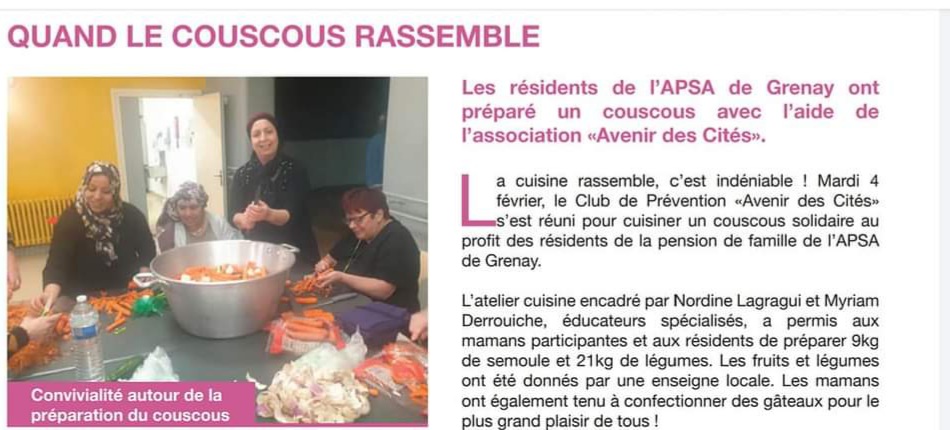 QUAND LE COUSCOUS RASSEMBLE
Les résidents de l'APSA de Grenay ont
préparé un couscous avec l'aide de
l'association «Avenir des Cités».
La cuisine rassemble, c'est indéniable ! Mardi 4
février, le Club de Prévention «Avenir des Cités»
s'est réuni pour cuisiner un couscous solidaire au
profit des résidents de la pension de famille de l'APSA
de Grenay.
L'atelier cuisine encadré par Nordine Lagragui et Myriam
Derrouiche, éducateurs spécialisés, a permis aux
mamans participantes et aux résidents de préparer 9kg
de semoule et 21kg de légumes. Les fruits et légumes
ont été donnés par une enseigne locale. Les mamans
ont également tenu à confectionner des gâteaux pour le
plus grand plaisir de tous !
Convivialité autour de la
préparation du couscous